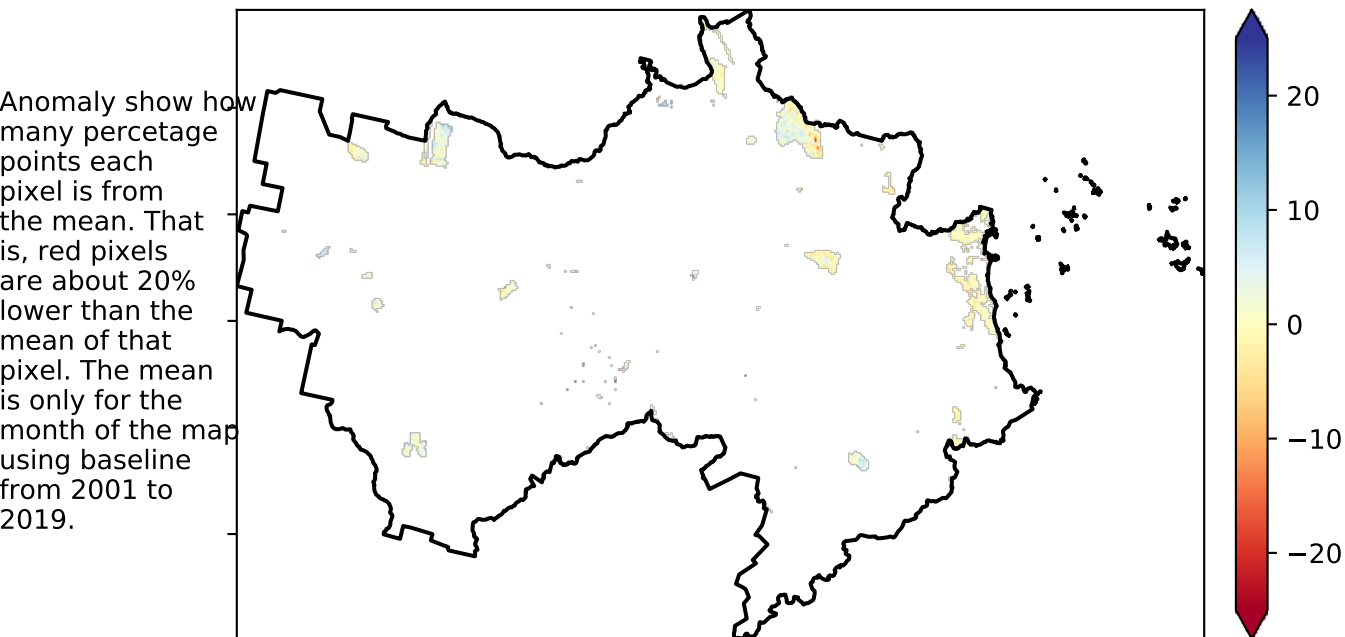 Anomaly show how
many percetage
points each
pixel is from
the mean. That
is, red pixels
are about 20%
lower than the
mean of that
pixel. The mean
is only for the
month of the map
using baseline
from 2001 to
2019.
20
10
0
−10
−20